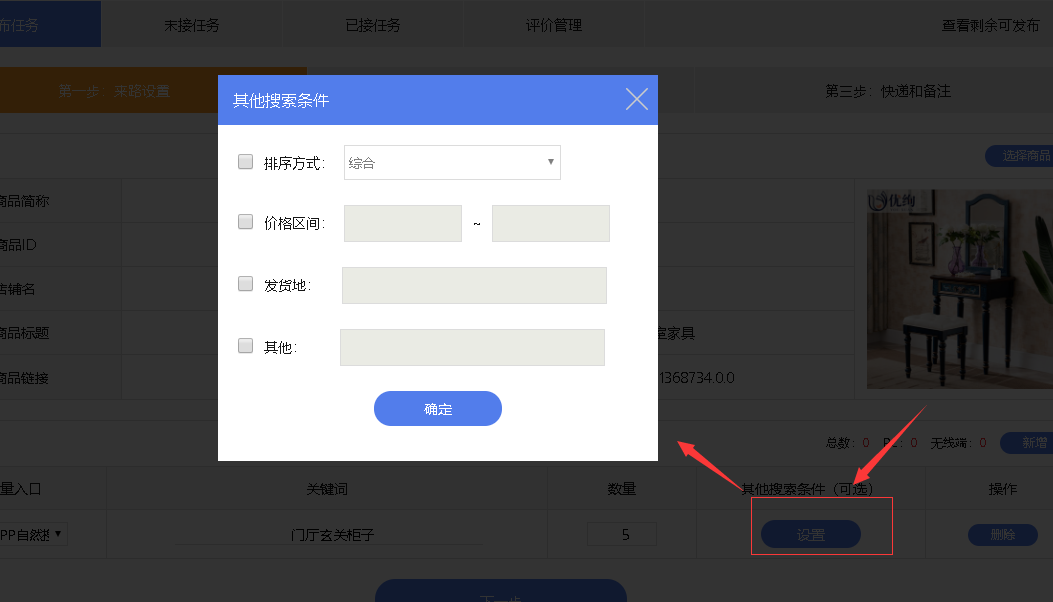 布任务 未接任务 已接任务 评价管理 查看剩余可发布
第一步：来路设置 第三步：快递和备注
其他搜索条件
选择商品
排序方式： 综合
商品简称
优绚
价格区间： ~
商品ID
发货地：
店铺名
商品标题 室家具
其他：
商品链接 1368734.0.0
确定
总数：0 0 无线端：0 新增
量入口 关键词 数量 其他搜索条件（可选） 操作
PP自然搜 门厅玄关柜子 5 设置 删除
下一步